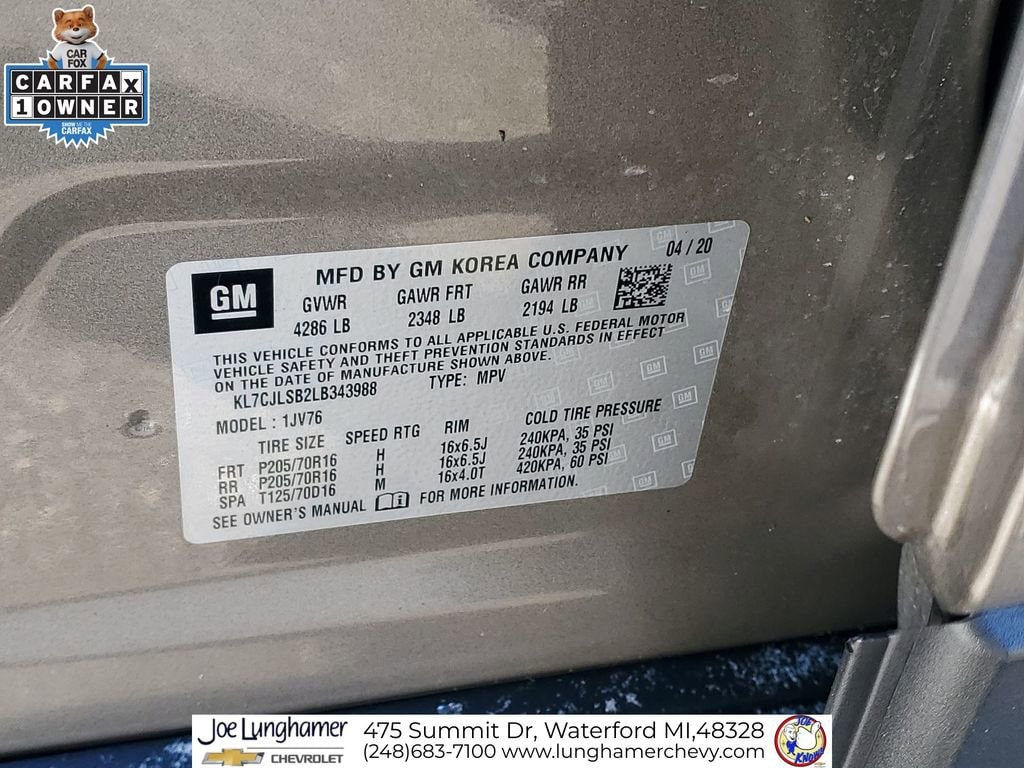 CAR
FOX
CARFAX
1 OWNER
SHOW ME THE
CARFAX
GM
MFD BY GM KOREA COMPANY 04 / 20
GVWR GAWR FRT GAWR RR
4286 LB 2348 LB 2194 LB
THIS VEHICLE CONFORMS TO ALL APPLICABLE U.S. FEDERAL MOTOR
VEHICLE SAFETY AND THEFT PREVENTION STANDARDS IN EFFECT
ON THE DATE OF MANUFACTURE SHOWN ABOVE.
KL7CJLSB2LB343988 TYPE: MPV
MODEL : 1JV76
TIRE SIZE SPEED RTG RIM COLD TIRE PRESSURE
FRT P205/70R16 H 16x6.5J 240KPA, 35 PSI
RR P205/70R16 H 16x6.5J 240KPA, 35 PSI
SPA T125/70D16 M 16x4.0T 420KPA, 60 PSI
SEE OWNER'S MANUAL FOR MORE INFORMATION.
Joe Lunghamer
CHEVROLET
475 Summit Dr, Waterford MI,48328
(248)683-7100 www.lunghamerchevy.com
JOE
KNOWS